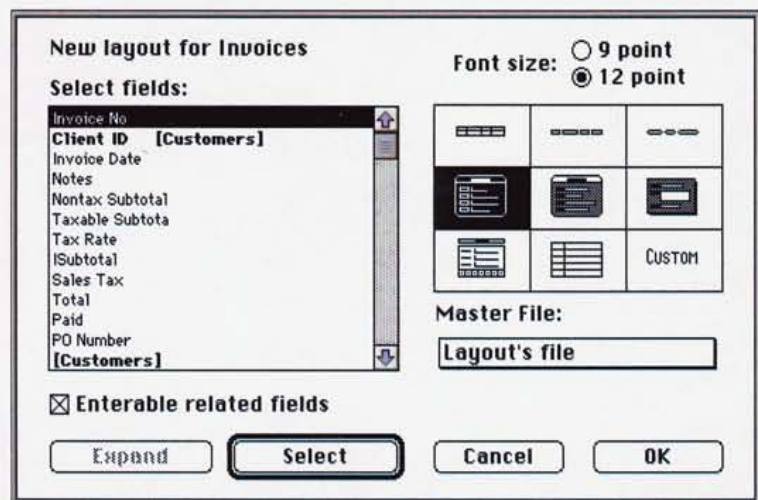 New layout for Invoices
Font size:
9 point
12 point
Select fields:
Invoice No
Client ID [Customers]
Invoice Date
Notes
Nontax Subtotal
Taxable Subtota
Tax Rate
ISubtotal
Sales Tax
Total
Paid
PO Number
[Customers]
CUSTOM
Master File:
Layout's file
Enterable related fields
Expand
Select
Cancel
OK